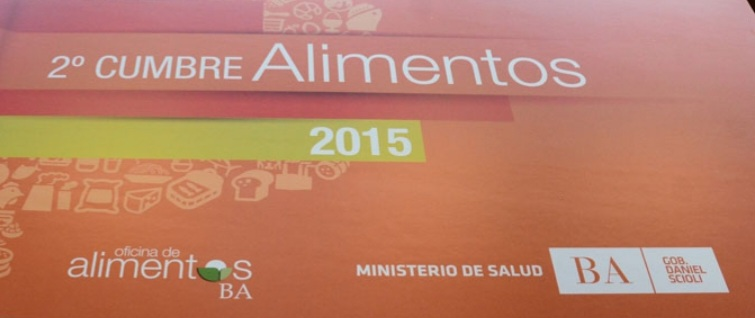 2º CUMBRE Alimentos
2015
oficina de
alimentos
BA
MINISTERIO DE SALUD
BA
GOB.
DANIEL
SCIOLI